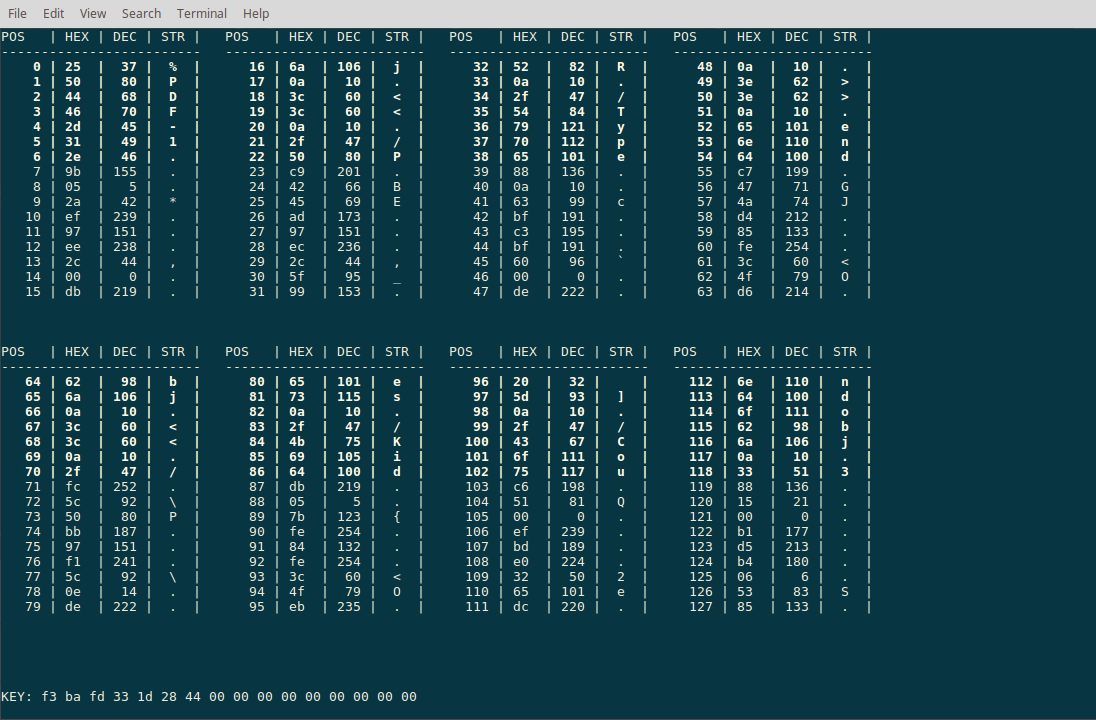 File Edit View Search Terminal Help
POS | HEX | DEC | STR | POS | HEX | DEC | STR | POS | HEX | DEC | STR | POS | HEX | DEC | STR |
------------------------- ------------------------- ------------------------- -------------------------
0 | 25 | 37 | % | 16 | 6a | 106 | j | 32 | 52 | 82 | R | 48 | 0a | 10 | . |
1 | 50 | 80 | P | 17 | 0a | 10 | . | 33 | 0a | 10 | . | 49 | 3e | 62 | > |
2 | 44 | 68 | D | 18 | 3c | 60 | < | 34 | 2f | 47 | / | 50 | 3e | 62 | > |
3 | 46 | 70 | F | 19 | 3c | 60 | < | 35 | 54 | 84 | T | 51 | 0a | 10 | . |
4 | 2d | 45 | - | 20 | 0a | 10 | . | 36 | 79 | 121 | y | 52 | 65 | 101 | e |
5 | 31 | 49 | 1 | 21 | 2f | 47 | / | 37 | 70 | 112 | p | 53 | 6e | 110 | n |
6 | 2e | 46 | . | 22 | 50 | 80 | P | 38 | 65 | 101 | e | 54 | 64 | 100 | d |
7 | 9b | 155 | . | 23 | c9 | 201 | . | 39 | 88 | 136 | . | 55 | c7 | 199 | . |
8 | 05 | 5 | . | 24 | 42 | 66 | B | 40 | 0a | 10 | . | 56 | 47 | 71 | G |
9 | 2a | 42 | * | 25 | 45 | 69 | E | 41 | 63 | 99 | c | 57 | 4a | 74 | J |
10 | ef | 239 | . | 26 | ad | 173 | . | 42 | bf | 191 | . | 58 | d4 | 212 | . |
11 | 97 | 151 | . | 27 | 97 | 151 | . | 43 | c3 | 195 | . | 59 | 85 | 133 | . |
12 | ee | 238 | . | 28 | ec | 236 | . | 44 | bf | 191 | . | 60 | fe | 254 | . |
13 | 2c | 44 | , | 29 | 2c | 44 | , | 45 | 60 | 96 | ` | 61 | 3c | 60 | < |
14 | 00 | 0 | . | 30 | 5f | 95 | _ | 46 | 00 | 0 | . | 62 | 4f | 79 | O |
15 | db | 219 | . | 31 | 99 | 153 | . | 47 | de | 222 | . | 63 | d6 | 214 | . |
POS | HEX | DEC | STR | POS | HEX | DEC | STR | POS | HEX | DEC | STR | POS | HEX | DEC | STR |
------------------------- ------------------------- ------------------------- -------------------------
64 | 62 | 98 | b | 80 | 65 | 101 | e | 96 | 20 | 32 | | 112 | 6e | 110 | n |
65 | 6a | 106 | j | 81 | 73 | 115 | s | 97 | 5d | 93 | ] | 113 | 64 | 100 | d |
66 | 0a | 10 | . | 82 | 0a | 10 | . | 98 | 0a | 10 | . | 114 | 6f | 111 | o |
67 | 3c | 60 | < | 83 | 2f | 47 | / | 99 | 2f | 47 | / | 115 | 62 | 98 | b |
68 | 3c | 60 | < | 84 | 4b | 75 | K | 100 | 43 | 67 | C | 116 | 6a | 106 | j |
69 | 0a | 10 | . | 85 | 69 | 105 | i | 101 | 6f | 111 | o | 117 | 0a | 10 | . |
70 | 2f | 47 | / | 86 | 64 | 100 | d | 102 | 75 | 117 | u | 118 | 33 | 51 | 3 |
71 | fc | 252 | . | 87 | db | 219 | . | 103 | c6 | 198 | . | 119 | 88 | 136 | . |
72 | 5c | 92 | \ | 88 | 05 | 5 | . | 104 | 51 | 81 | Q | 120 | 15 | 21 | . |
73 | 50 | 80 | P | 89 | 7b | 123 | { | 105 | 00 | 0 | . | 121 | 00 | 0 | . |
74 | bb | 187 | . | 90 | fe | 254 | . | 106 | ef | 239 | . | 122 | b1 | 177 | . |
75 | 97 | 151 | . | 91 | 84 | 132 | . | 107 | bd | 189 | . | 123 | d5 | 213 | . |
76 | f1 | 241 | . | 92 | fe | 254 | . | 108 | e0 | 224 | . | 124 | b4 | 180 | . |
77 | 5c | 92 | \ | 93 | 3c | 60 | < | 109 | 32 | 50 | 2 | 125 | 06 | 6 | . |
78 | 0e | 14 | . | 94 | 4f | 79 | O | 110 | 65 | 101 | e | 126 | 53 | 83 | S |
79 | de | 222 | . | 95 | eb | 235 | . | 111 | dc | 220 | . | 127 | 85 | 133 | . |
KEY: f3 ba fd 33 1d 28 44 00 00 00 00 00 00 00 00 00